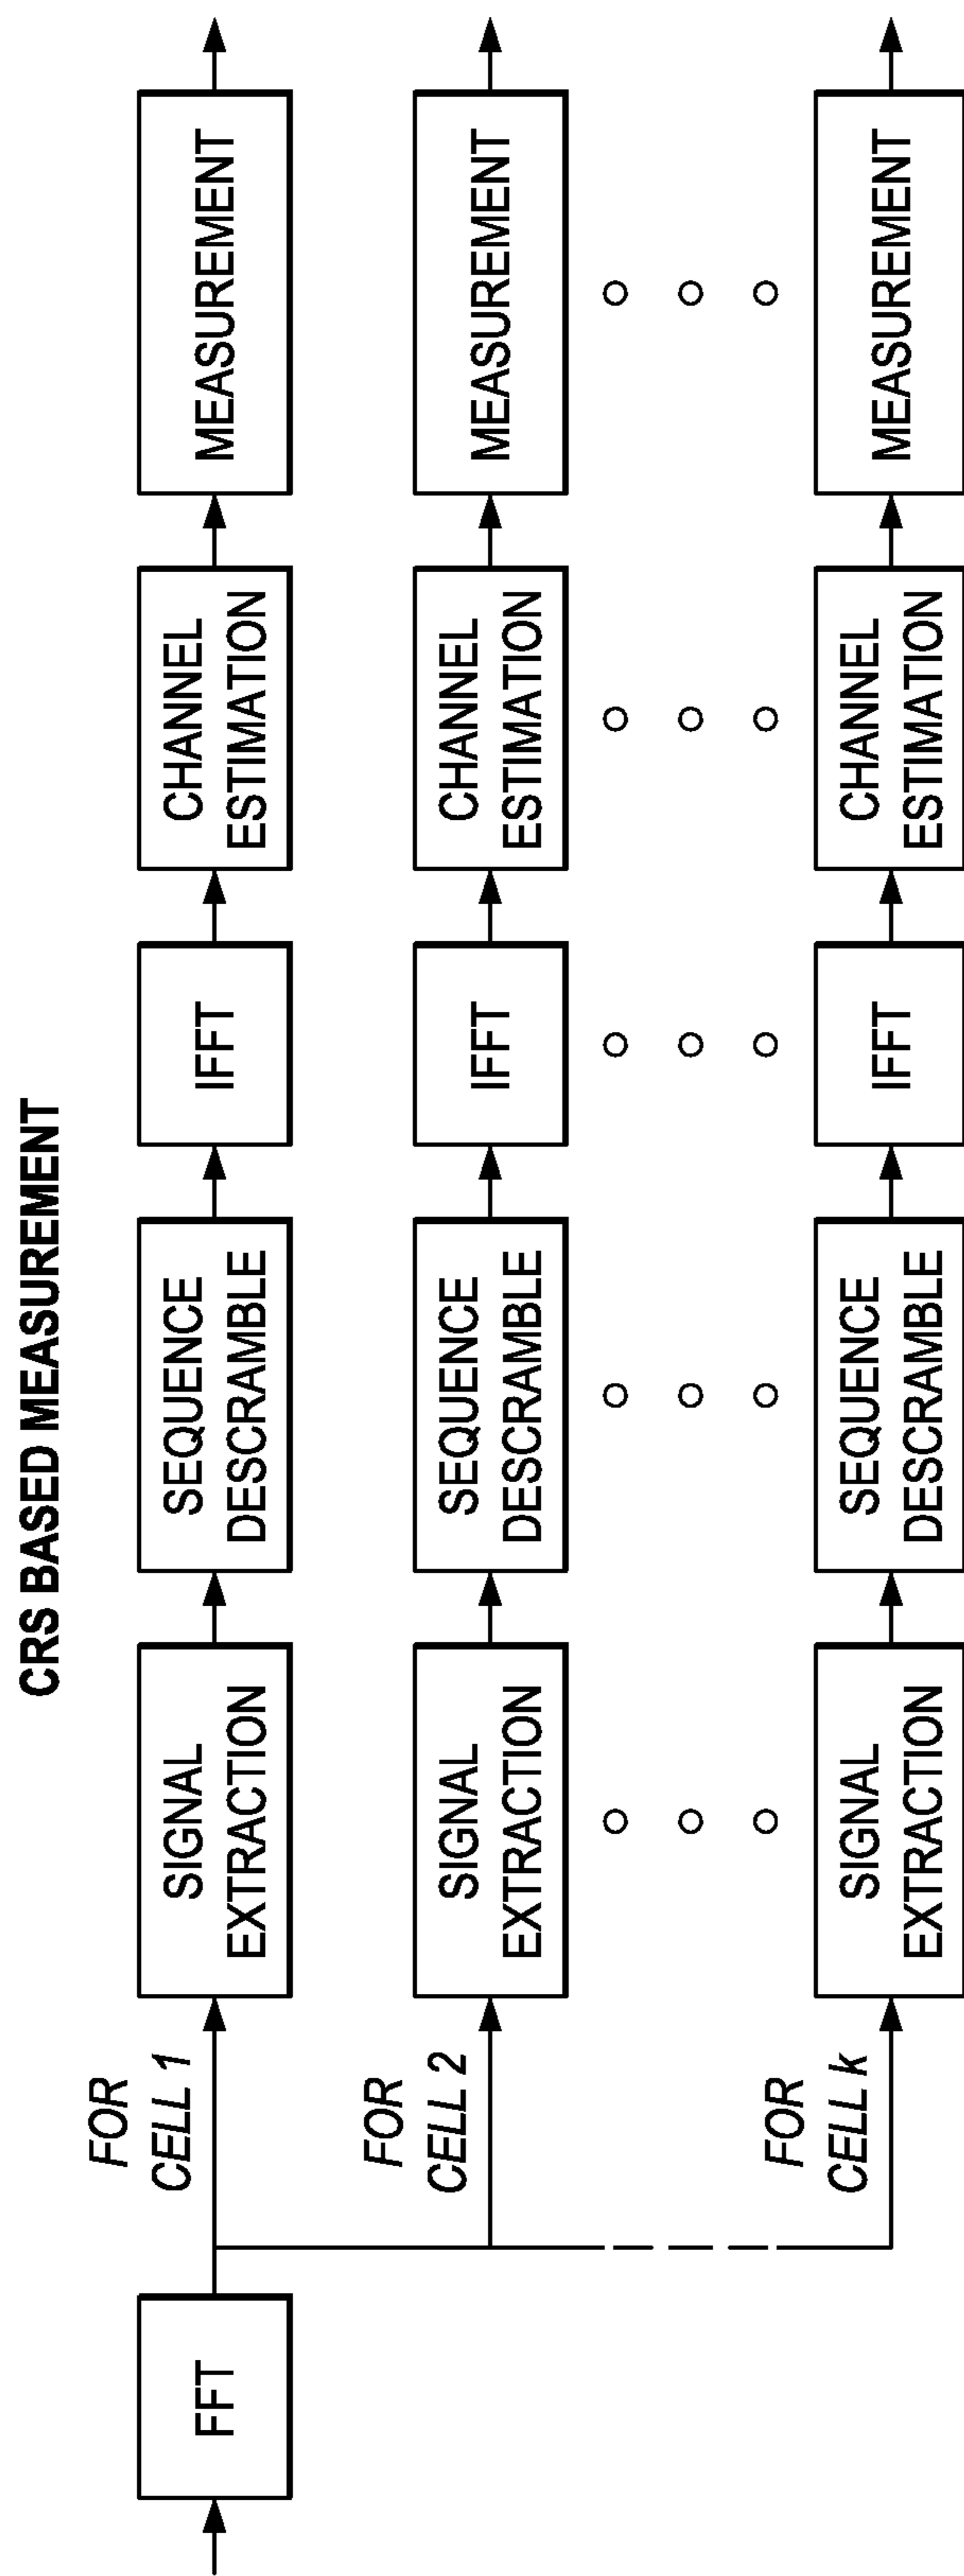 CRS BASED MEASUREMENT
FFT
FOR
CELL 1
SIGNAL
EXTRACTION
SEQUENCE
DESCRAMBLE
IFFT
CHANNEL
ESTIMATION
MEASUREMENT
FOR
CELL 2
SIGNAL
EXTRACTION
SEQUENCE
DESCRAMBLE
IFFT
CHANNEL
ESTIMATION
MEASUREMENT
FOR
CELL k
SIGNAL
EXTRACTION
SEQUENCE
DESCRAMBLE
IFFT
CHANNEL
ESTIMATION
MEASUREMENT